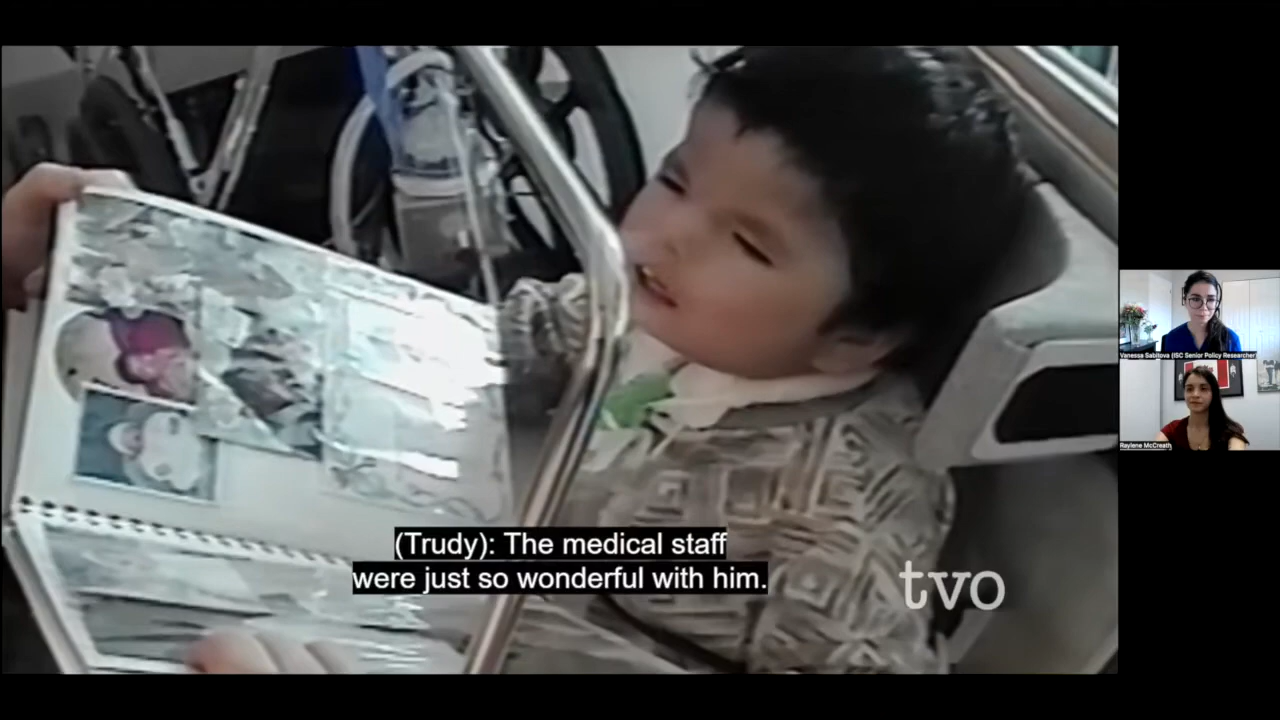 (Trudy): The medical staff
were just so wonderful with him.
tvo
Vanessa Sabitova (ISC Senior Policy Researcher)
Raylene McCreath